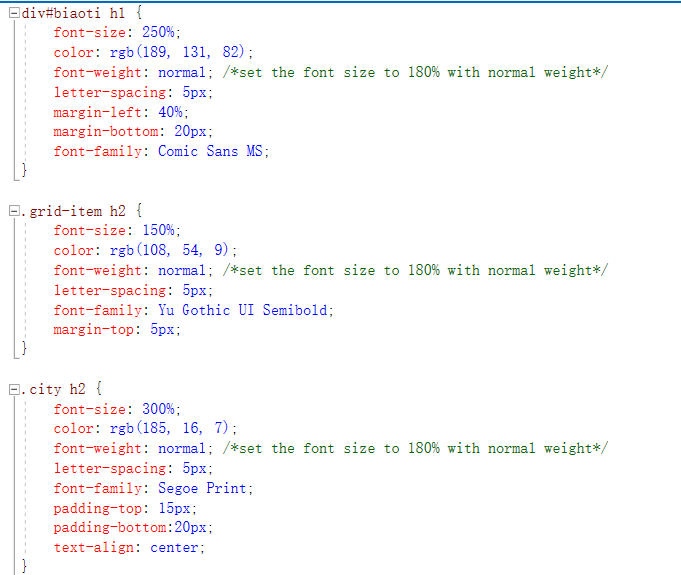 div#biaoti h1 {
font-size: 250%;
color: rgb(189, 131, 82);
font-weight: normal; /*set the font size to 180% with normal weight*/
letter-spacing: 5px;
margin-left: 40%;
margin-bottom: 20px;
font-family: Comic Sans MS;
}
.grid-item h2 {
font-size: 150%;
color: rgb(108, 54, 9);
font-weight: normal; /*set the font size to 180% with normal weight*/
letter-spacing: 5px;
font-family: Yu Gothic UI Semibold;
margin-top: 5px;
}
.city h2 {
font-size: 300%;
color: rgb(185, 16, 7);
font-weight: normal; /*set the font size to 180% with normal weight*/
letter-spacing: 5px;
font-family: Segoe Print;
padding-top: 15px;
padding-bottom:20px;
text-align: center;
}